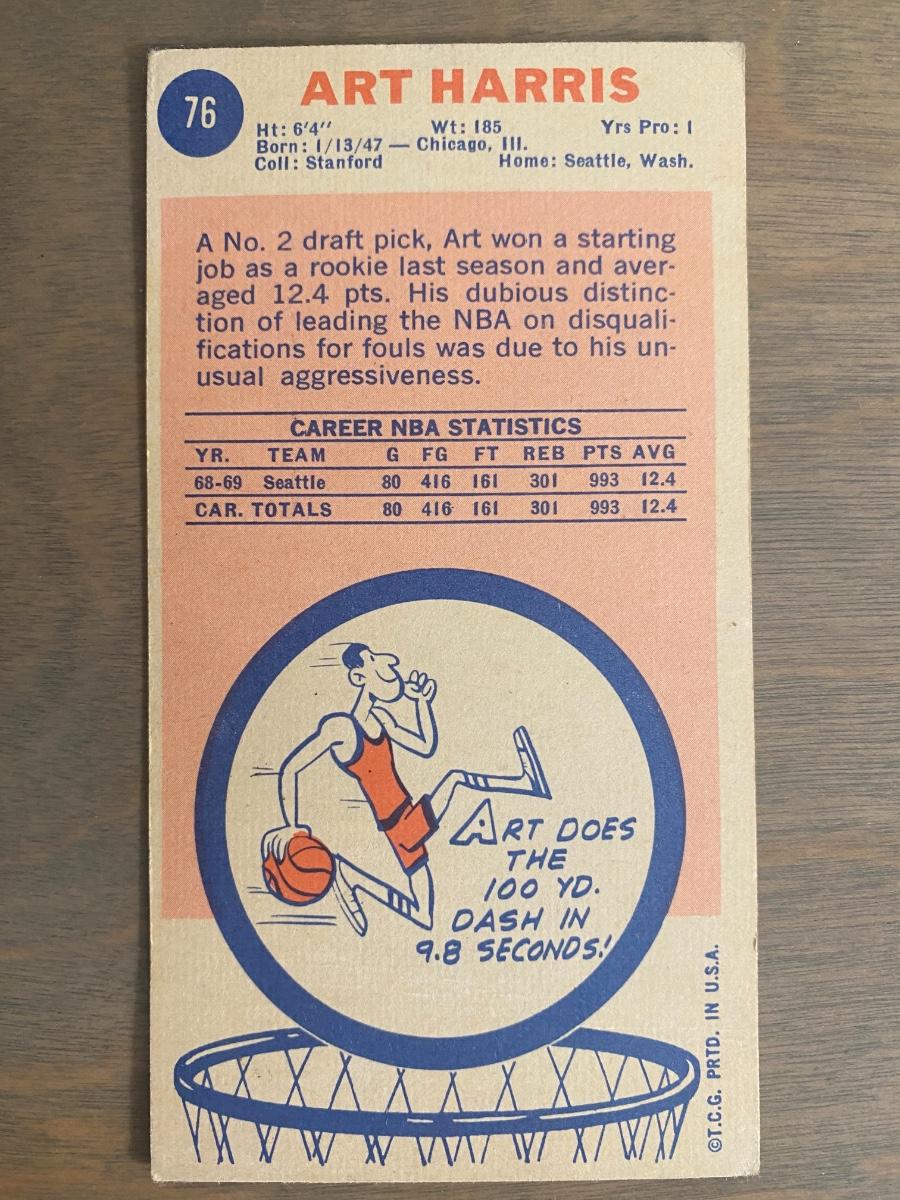 76
ART HARRIS
Ht: 6'4'' Wt: 185 Yrs Pro: 1
Born: 1/13/47 — Chicago, Ill.
Coll: Stanford Home: Seattle, Wash.
A No. 2 draft pick, Art won a starting
job as a rookie last season and aver-
aged 12.4 pts. His dubious distinc-
tion of leading the NBA on disquali-
fications for fouls was due to his un-
usual aggressiveness.
CAREER NBA STATISTICS
YR. TEAM G FG FT REB PTS AVG
68-69 Seattle 80 416 161 301 993 12.4
CAR. TOTALS 80 416 161 301 993 12.4
ART DOES
THE
100 YD.
DASH IN
9.8 SECONDS!
©T.C.G. PRTD. IN U.S.A.